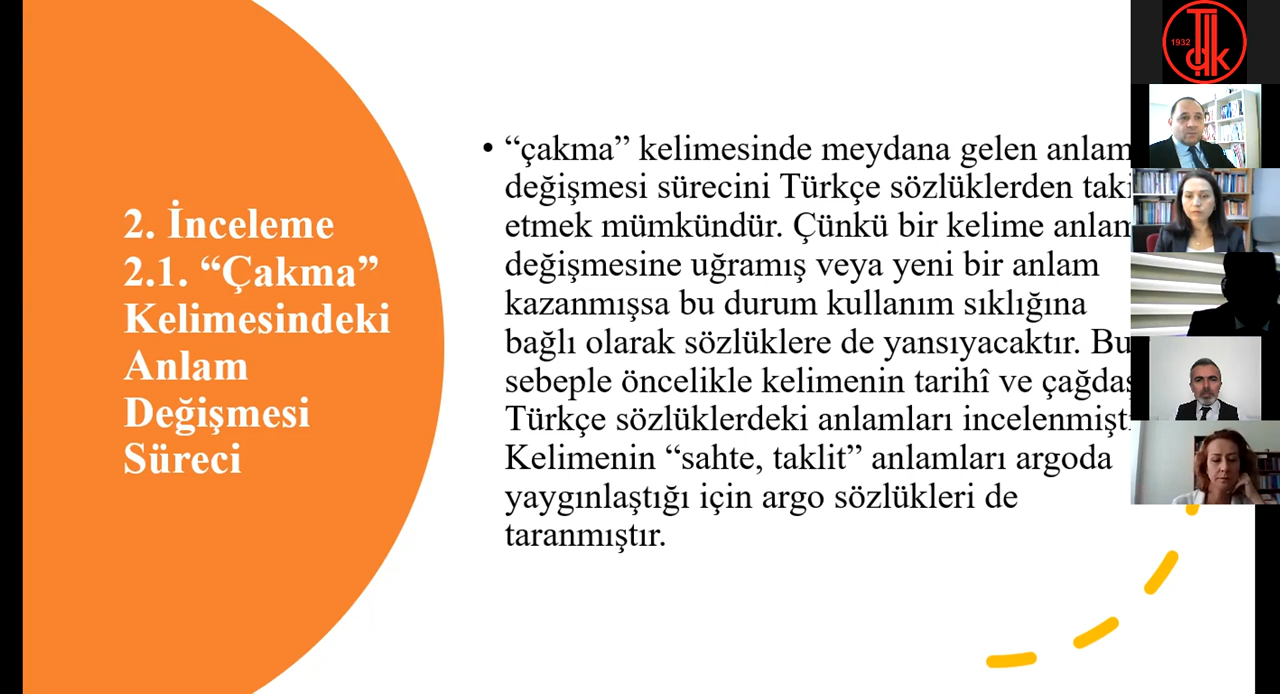 2. İnceleme
2.1. “Çakma”
Kelimesindeki
Anlam
Değişmesi
Süreci
• “çakma” kelimesinde meydana gelen anlam
değişmesi sürecini Türkçe sözlüklerden
etmek mümkündür. Çünkü bir kelime
değişmesine uğramış veya yeni bir anlam
kazanmışsa bu durum kullanım sıklığına
bağlı olarak sözlüklere de yansıyacaktır. Bu
sebeple öncelikle kelimenin tarihî ve çağdaş
Türkçe sözlüklerdeki anlamları
Kelimenin “sahte, taklit” anlamları argoda
yaygınlaştığı için argo sözlükleri de
taranmıştır.
1932
TDK